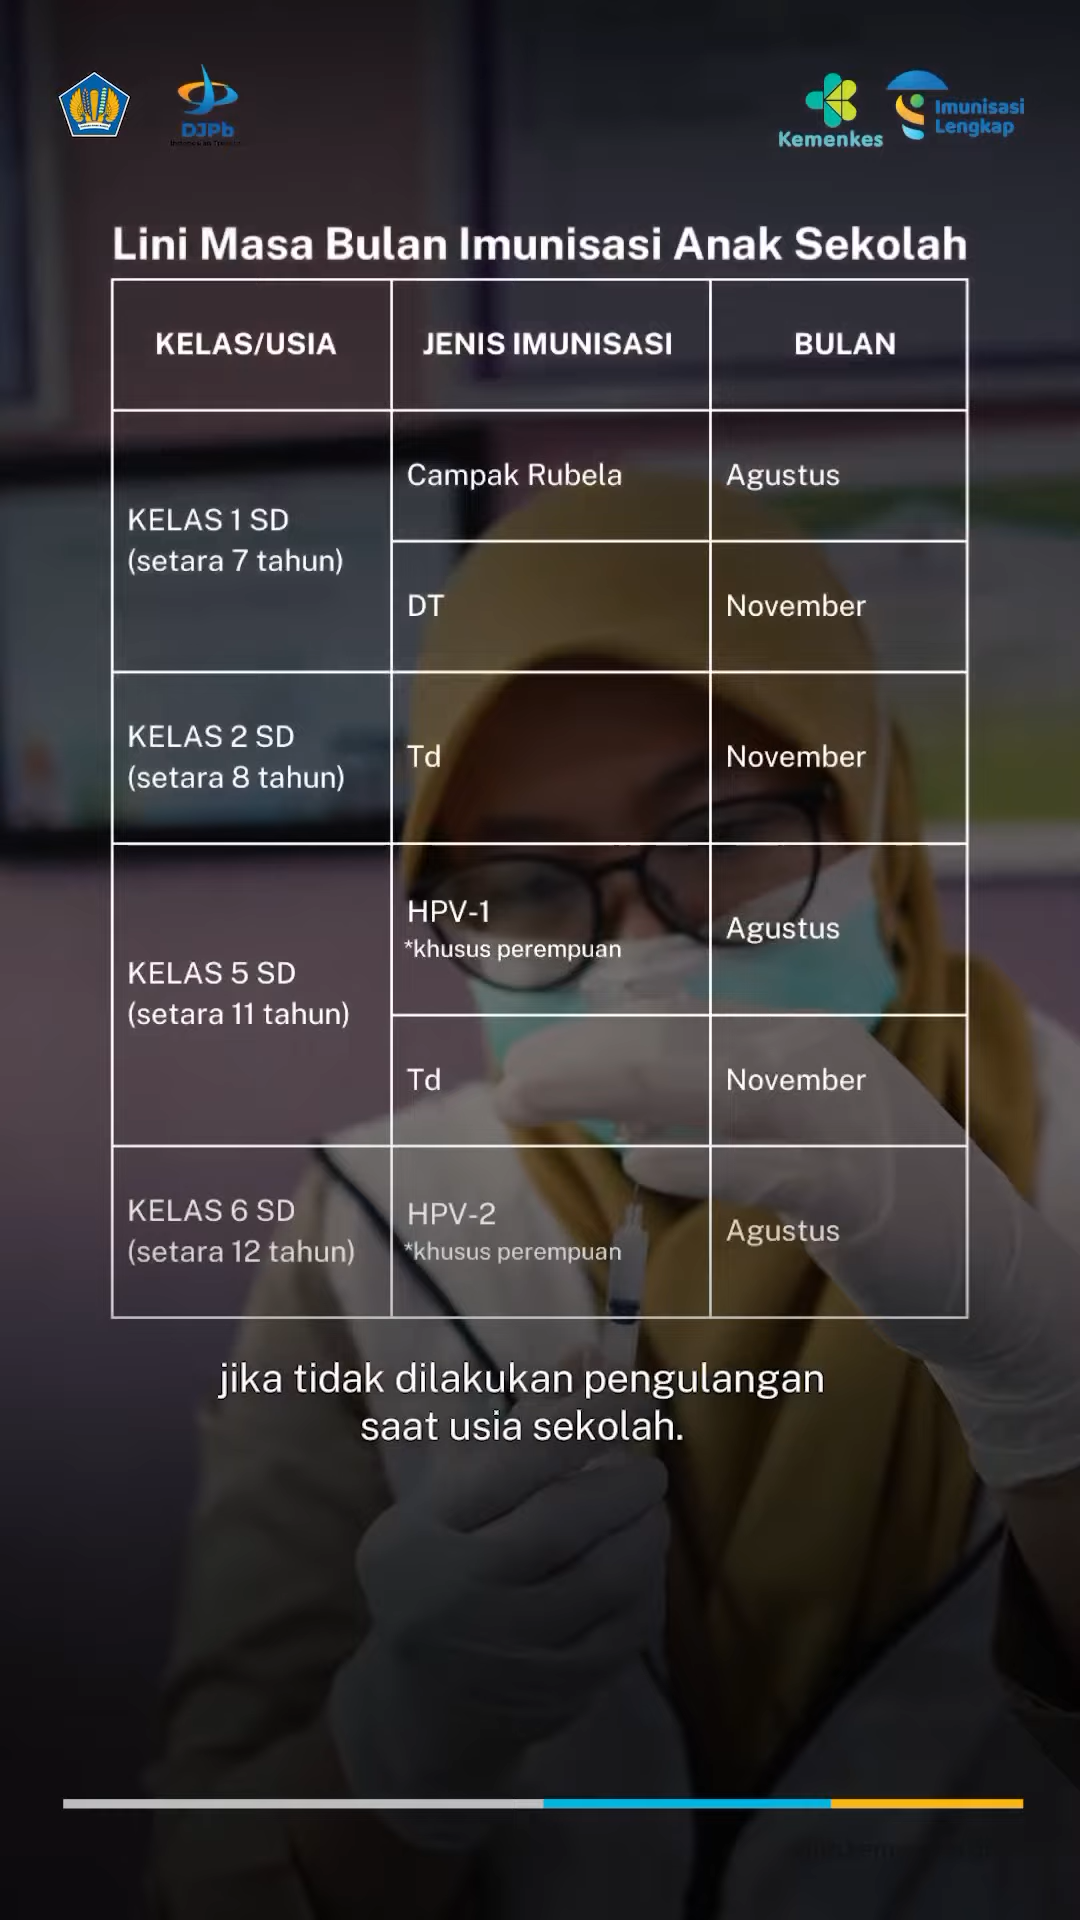 DJPb
Kemenkes
Imunisasi
Lengkap
Lini Masa Bulan Imunisasi Anak Sekolah
KELAS/USIA
JENIS IMUNISASI
BULAN
KELAS 1 SD
(setara 7 tahun)
Campak Rubela
Agustus
DT
November
KELAS 2 SD
(setara 8 tahun)
Td
November
KELAS 5 SD
(setara 11 tahun)
HPV-1
*khusus perempuan
Agustus
Td
November
KELAS 6 SD
(setara 12 tahun)
HPV-2
*khusus perempuan
Agustus
jika tidak dilakukan pengulangan
saat usia sekolah.